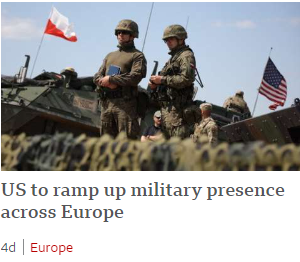 US to ramp up military presence
across Europe
4d | Europe